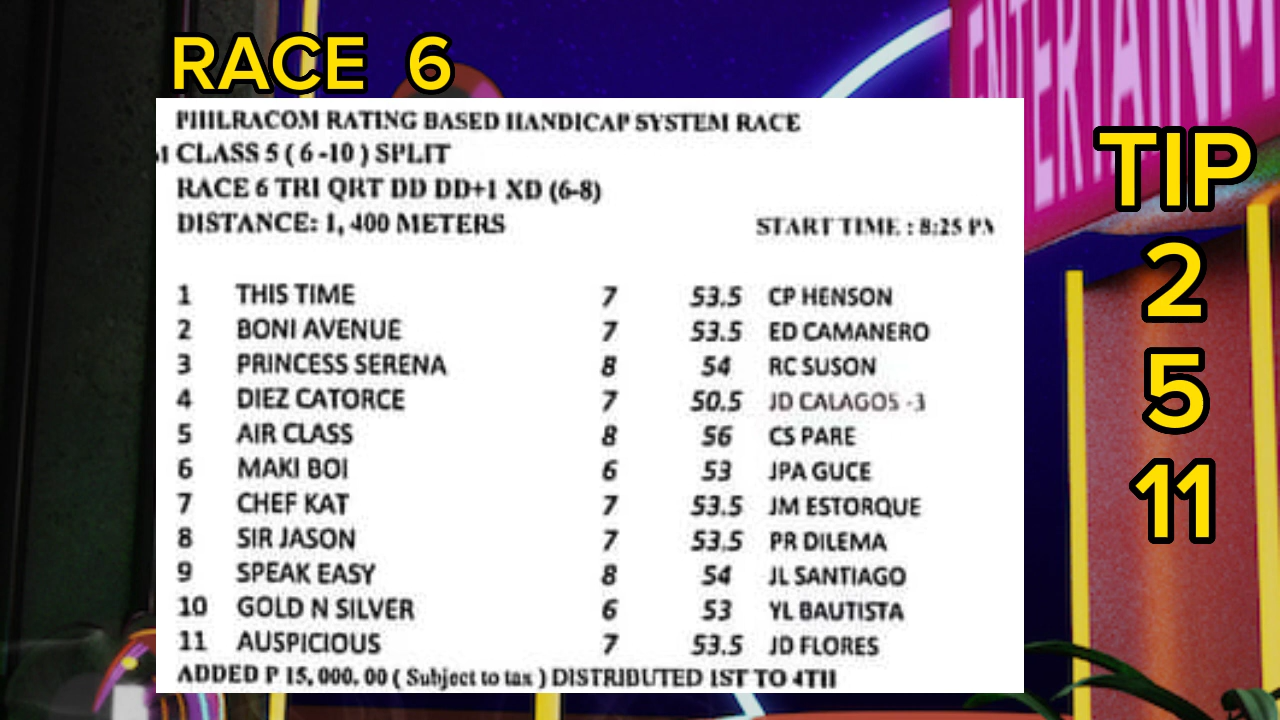 RACE 6
PHILRACOM RATING BASED HANDICAP SYSTEM RACE
CLASS 5 ( 6 -10 ) SPLIT
RACE 6 TRI QRT DD DD+1 XD (6-8)
DISTANCE: 1, 400 METERS START TIME : 8:25
1 THIS TIME 7 53.5 CP HENSON
2 BONI AVENUE 7 53.5 ED CAMANERO
3 PRINCESS SERENA 8 54 RC SUSON
4 DIEZ CATORCE 7 50.5 JD CALAGOS -3
5 AIR CLASS 8 56 CS PARE
6 MAKI BOI 6 53 JPA GUCE
7 CHEF KAT 7 53.5 JM ESTORQUE
8 SIR JASON 7 53.5 PR DILEMA
9 SPEAK EASY 8 54 JL SANTIAGO
10 GOLD N SILVER 6 53 YL BAUTISTA
11 AUSPICIOUS 7 53.5 JD FLORES
ADDED P 15, 000. 00 ( Subject to tax ) DISTRIBUTED 1ST TO 4TH
ENTERTAINM
ERTAIN
TIP
2
5
11